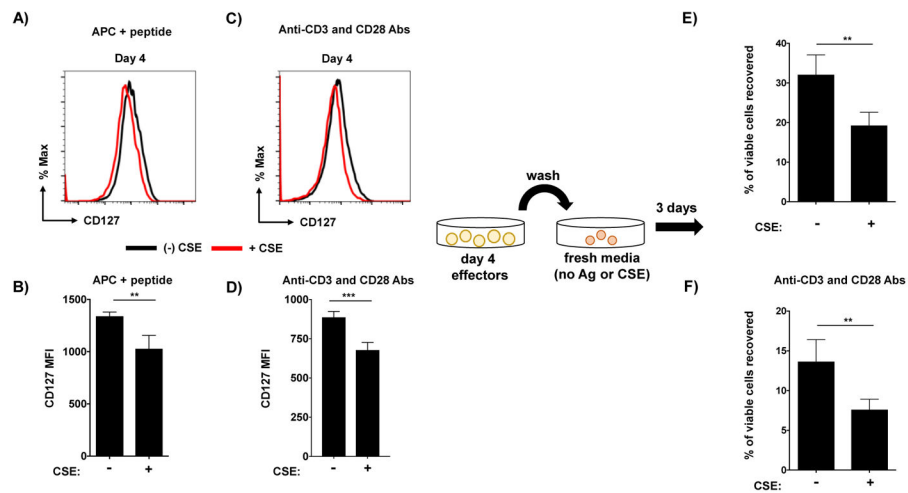 A)
APC + peptide
Day 4
% Max
CD127
C)
Anti-CD3 and CD28 Abs
Day 4
% Max
CD127
(-) CSE
+ CSE
B)
APC + peptide
**
CD127 MFI
1500
1000
500
0
CSE:
-
+
D)
Anti-CD3 and CD28 Abs
***
CD127 MFI
1000
750
500
250
0
CSE:
-
+
wash
3 days
day 4
effectors
fresh media
(no Ag or CSE)
E)
**
% of viable cells recovered
40
30
20
10
0
CSE:
-
+
F)
Anti-CD3 and CD28 Abs
**
% of viable cells recovered
20
15
10
5
0
CSE:
-
+